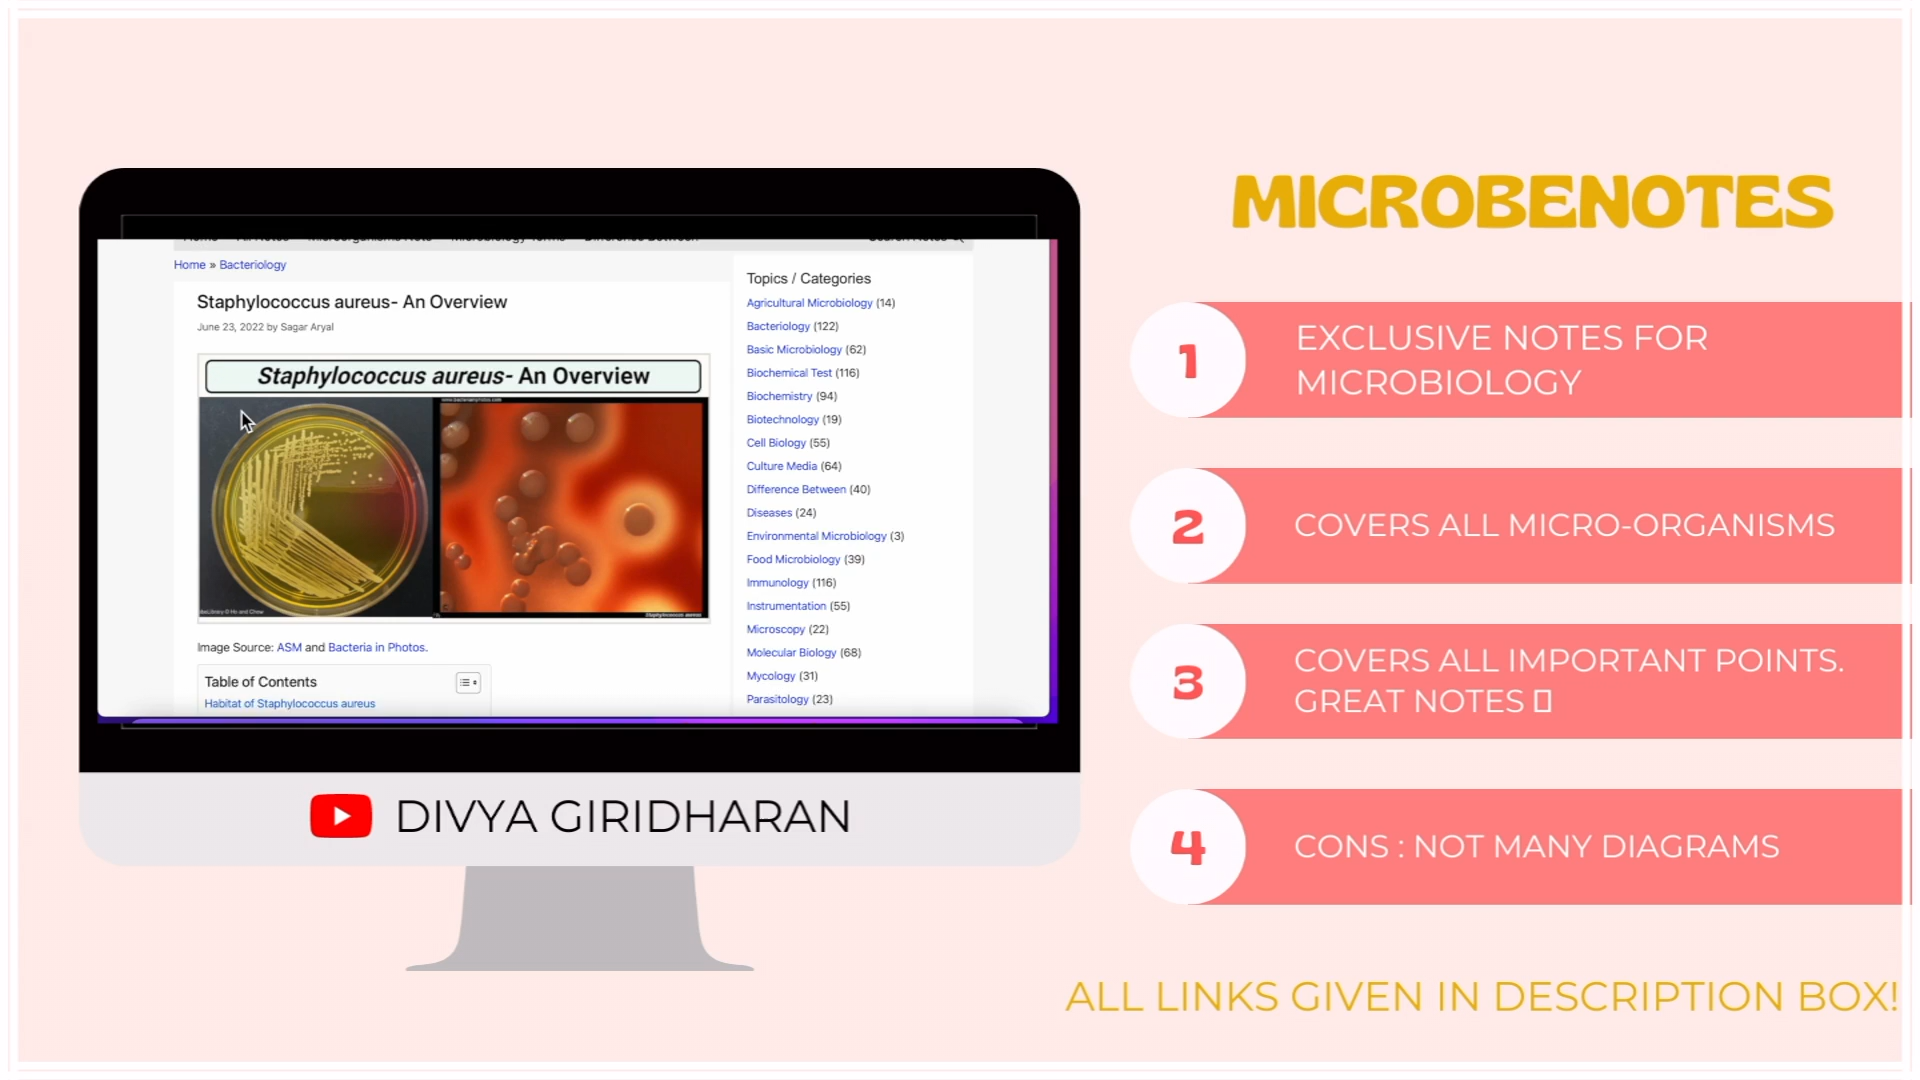 MICROBENOTES
Home » Bacteriology
Staphylococcus aureus- An Overview
June 23, 2022 by Sagar Aryal
Staphylococcus aureus- An Overview
Image Source: ASM and Bacteria in Photos.
Table of Contents
Habitat of Staphylococcus aureus
Topics / Categories
Agricultural Microbiology (14)
Bacteriology (122)
Basic Microbiology (62)
Biochemical Test (116)
Biochemistry (94)
Biotechnology (19)
Cell Biology (55)
Culture Media (64)
Difference Between (40)
Diseases (24)
Environmental Microbiology (3)
Food Microbiology (39)
Immunology (116)
Instrumentation (55)
Microscopy (22)
Molecular Biology (68)
Mycology (31)
Parasitology (23)
DIVYA GIRIDHARAN
1
EXCLUSIVE NOTES FOR
MICROBIOLOGY
2
COVERS ALL MICRO-ORGANISMS
3
COVERS ALL IMPORTANT POINTS.
GREAT NOTES
4
CONS : NOT MANY DIAGRAMS
ALL LINKS GIVEN IN DESCRIPTION BOX!